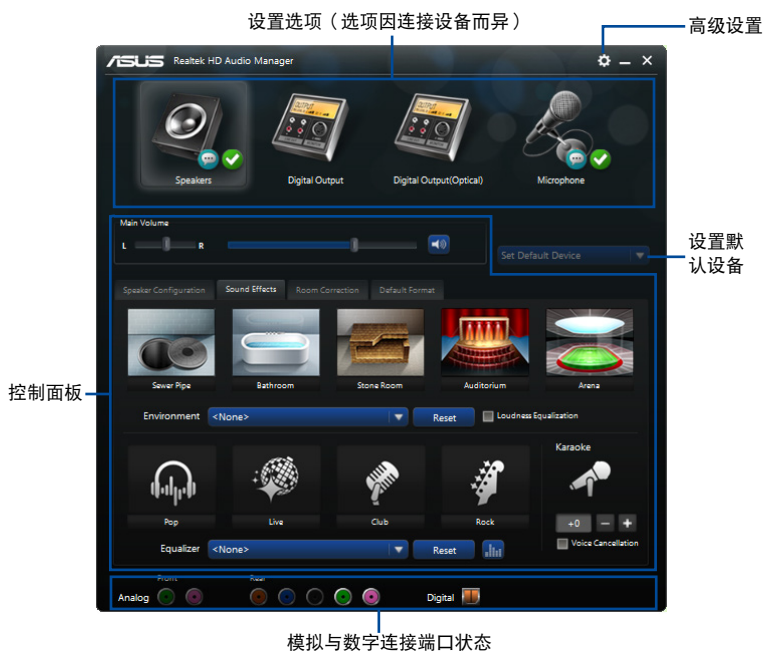 设置选项（选项因连接设备而异）
高级设置
ASUS Realtek HD Audio Manager
Speakers Digital Output Digital Output(Optical) Microphone
Main Volume
L R
Set Default Device
设置默
认设备
Speaker Configuration Sound Effects Room Correction Default Format
Sewer Pipe Bathroom Stone Room Auditorium Arena
控制面板
Environment <None> Reset Loudness Equalization
Karaoke
Pop Live Club Rock
+0
Equalizer <None> Reset Voice Cancellation
Front Rear
Analog Digital
模拟与数字连接端口状态